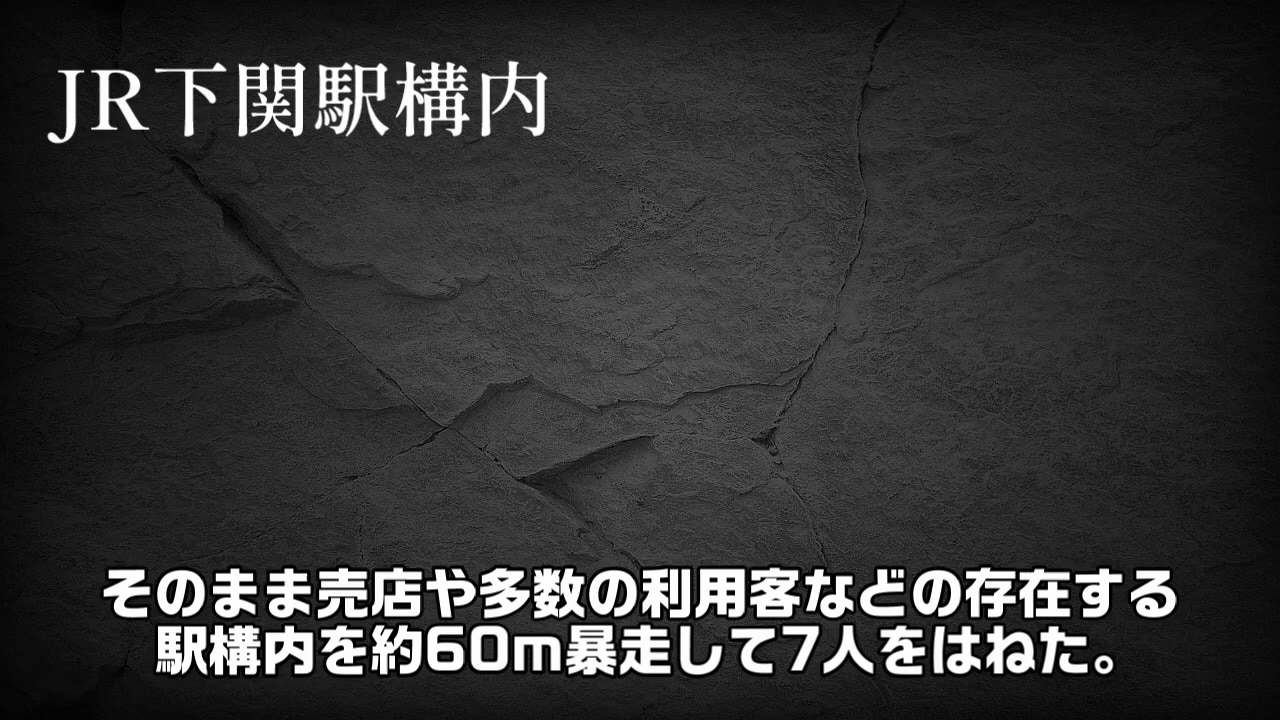 JR下関駅構内
そのまま売店や多数の利用客などの存在する
駅構内を約60m暴走して7人をはねた。